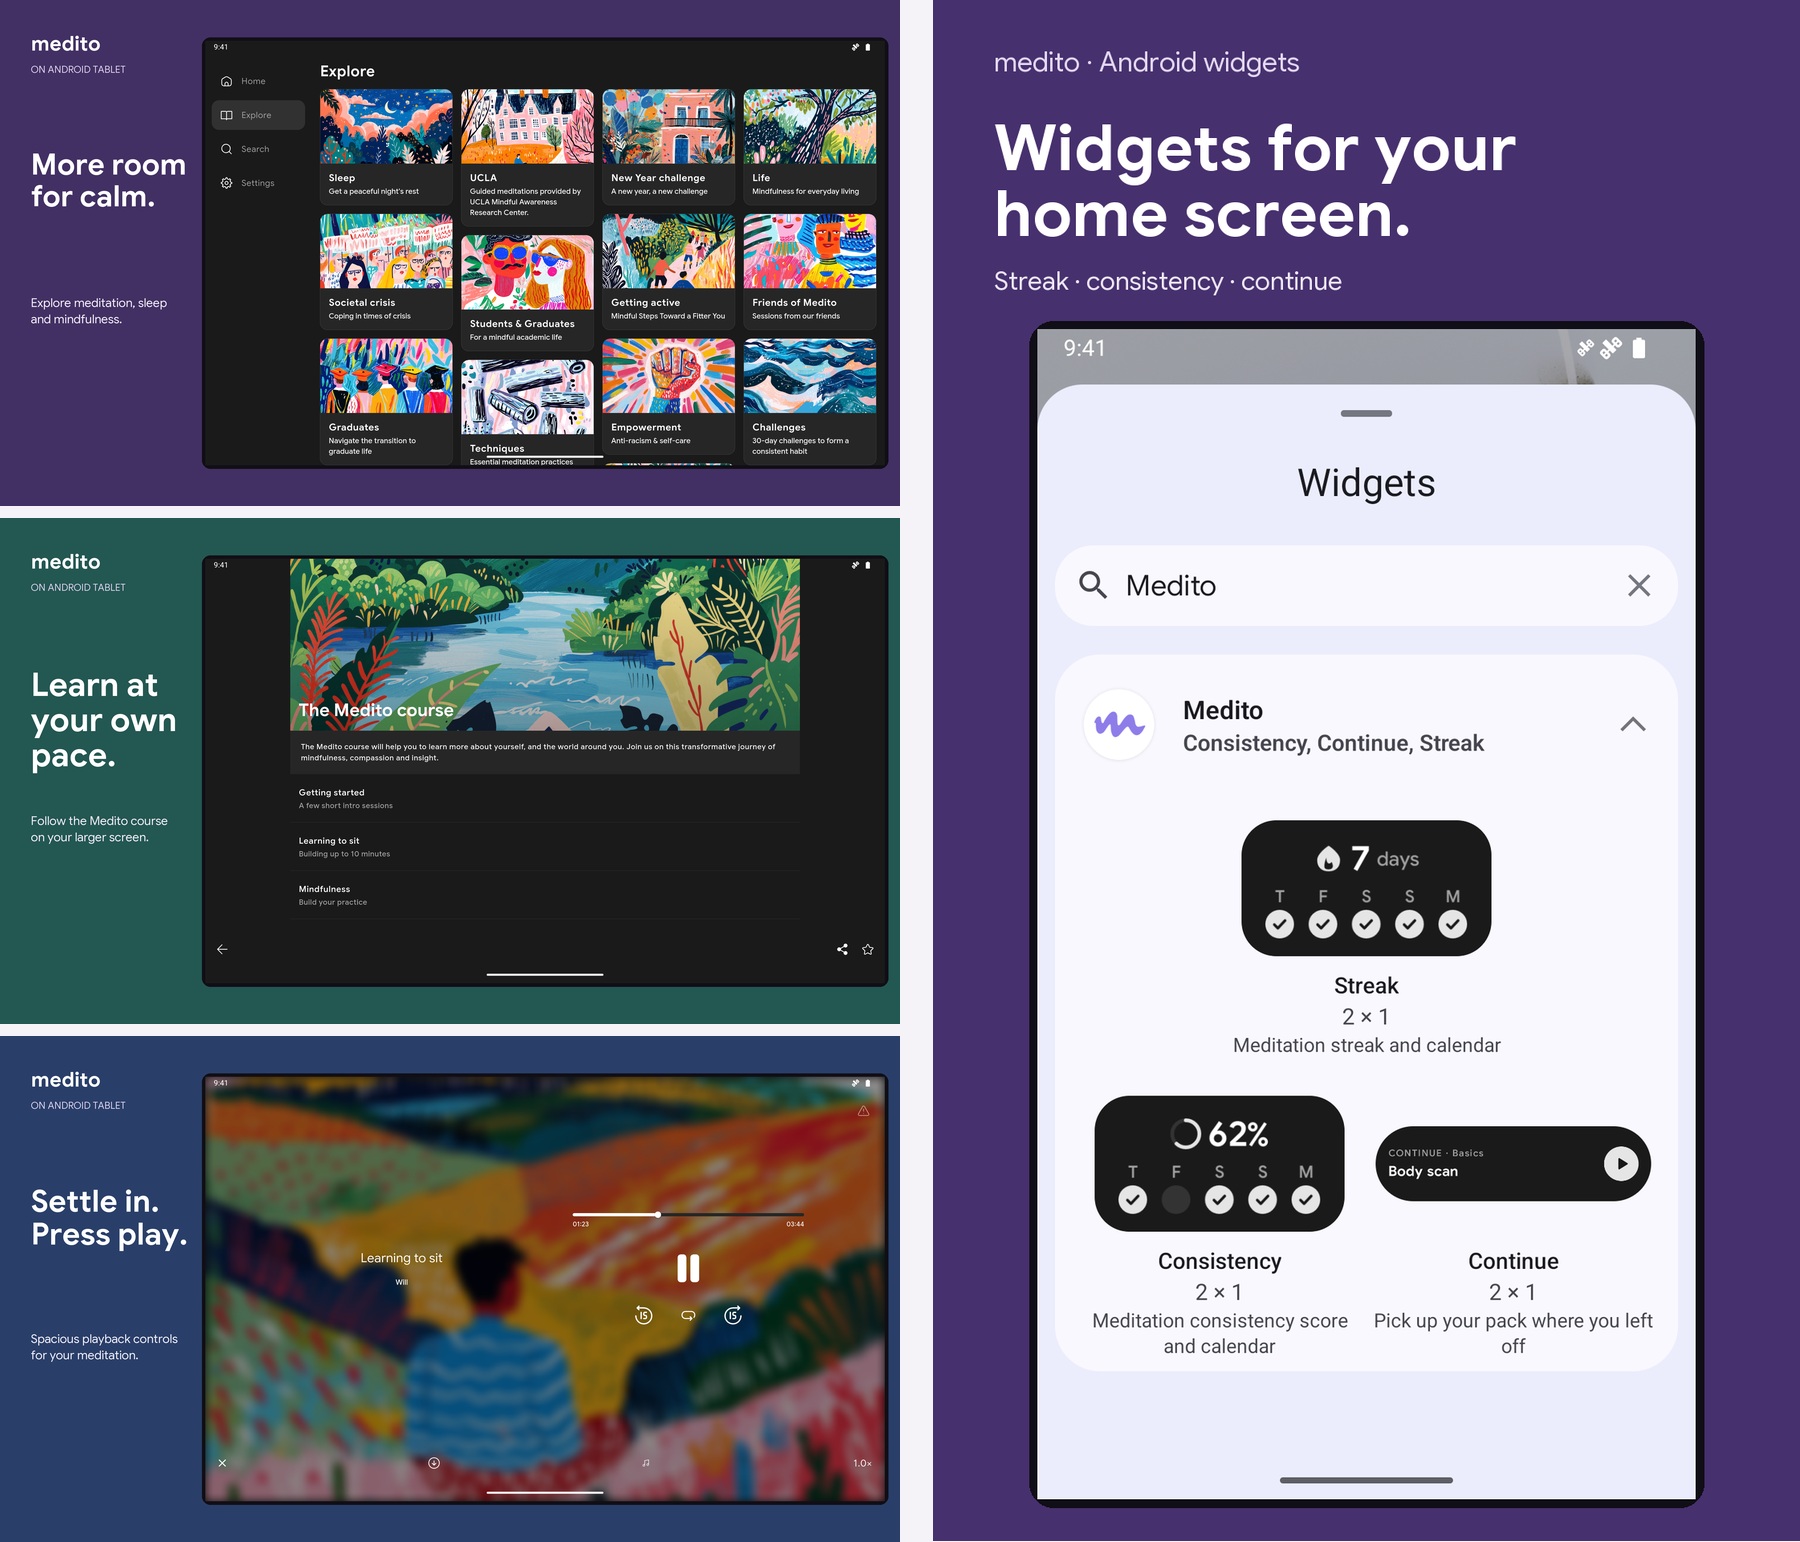 medito
ON ANDROID TABLET
More room
for calm.
Explore meditation, sleep
and mindfulness.
9:41
Home
Explore
Search
Settings
Explore
Sleep
Get a peaceful night's rest
UCLA
Guided meditations provided by
UCLA Mindful Awareness
Research Center.
New Year challenge
A new year, a new challenge
Life
Mindfulness for everyday living
Societal crisis
Coping in times of crisis
Students & Graduates
For a mindful academic life
Getting active
Mindful Steps Toward a Fitter You
Friends of Medito
Sessions from our friends
Graduates
Navigate the transition to
graduate life
Techniques
Essential meditation practices
Empowerment
Anti-racism & self-care
Challenges
30-day challenges to form a
consistent habit
medito
ON ANDROID TABLET
Learn at
your own
pace.
Follow the Medito course
on your larger screen.
9:41
The Medito course
The Medito course will help you to learn more about yourself, and the world around you. Join us on this transformative journey of
mindfulness, compassion and insight.
Getting started
A few short intro sessions
Learning to sit
Building up to 10 minutes
Mindfulness
Build your practice
medito
ON ANDROID TABLET
Settle in.
Press play.
Spacious playback controls
for your meditation.
9:41
Learning to sit
Will
01:23
03:44
15
15
1.0×
medito · Android widgets
Widgets for your
home screen.
Streak · consistency · continue
9:41
Widgets
Medito
Medito
Consistency, Continue, Streak
7 days
T F S S M
Streak
2 × 1
Meditation streak and calendar
62%
T F S S M
Consistency
2 × 1
Meditation consistency score
and calendar
CONTINUE · Basics
Body scan
Continue
2 × 1
Pick up your pack where you left
off